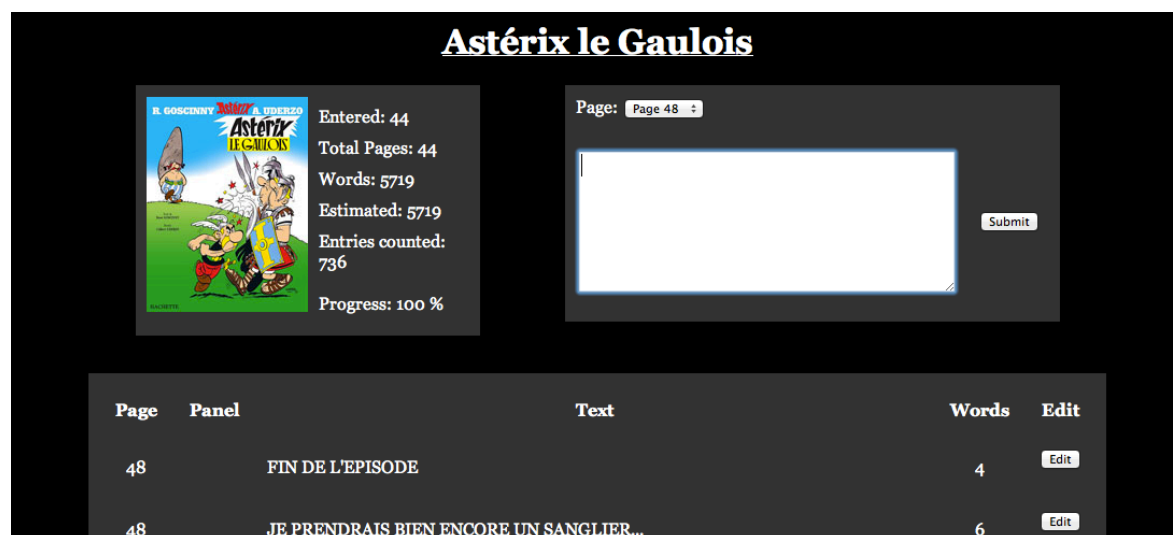 Astérix le Gaulois
R. GOSCINNY Astérix A. UDERZO
Astérix
LE GAULOIS
HACHETTE
Entered: 44
Total Pages: 44
Words: 5719
Estimated: 5719
Entries counted:
736
Progress: 100 %
Page: Page 48
Submit
Page Panel Text Words Edit
48 FIN DE L'EPISODE 4 Edit
48 JE PRENDRAIS BIEN ENCORE UN SANGLIER... 6 Edit